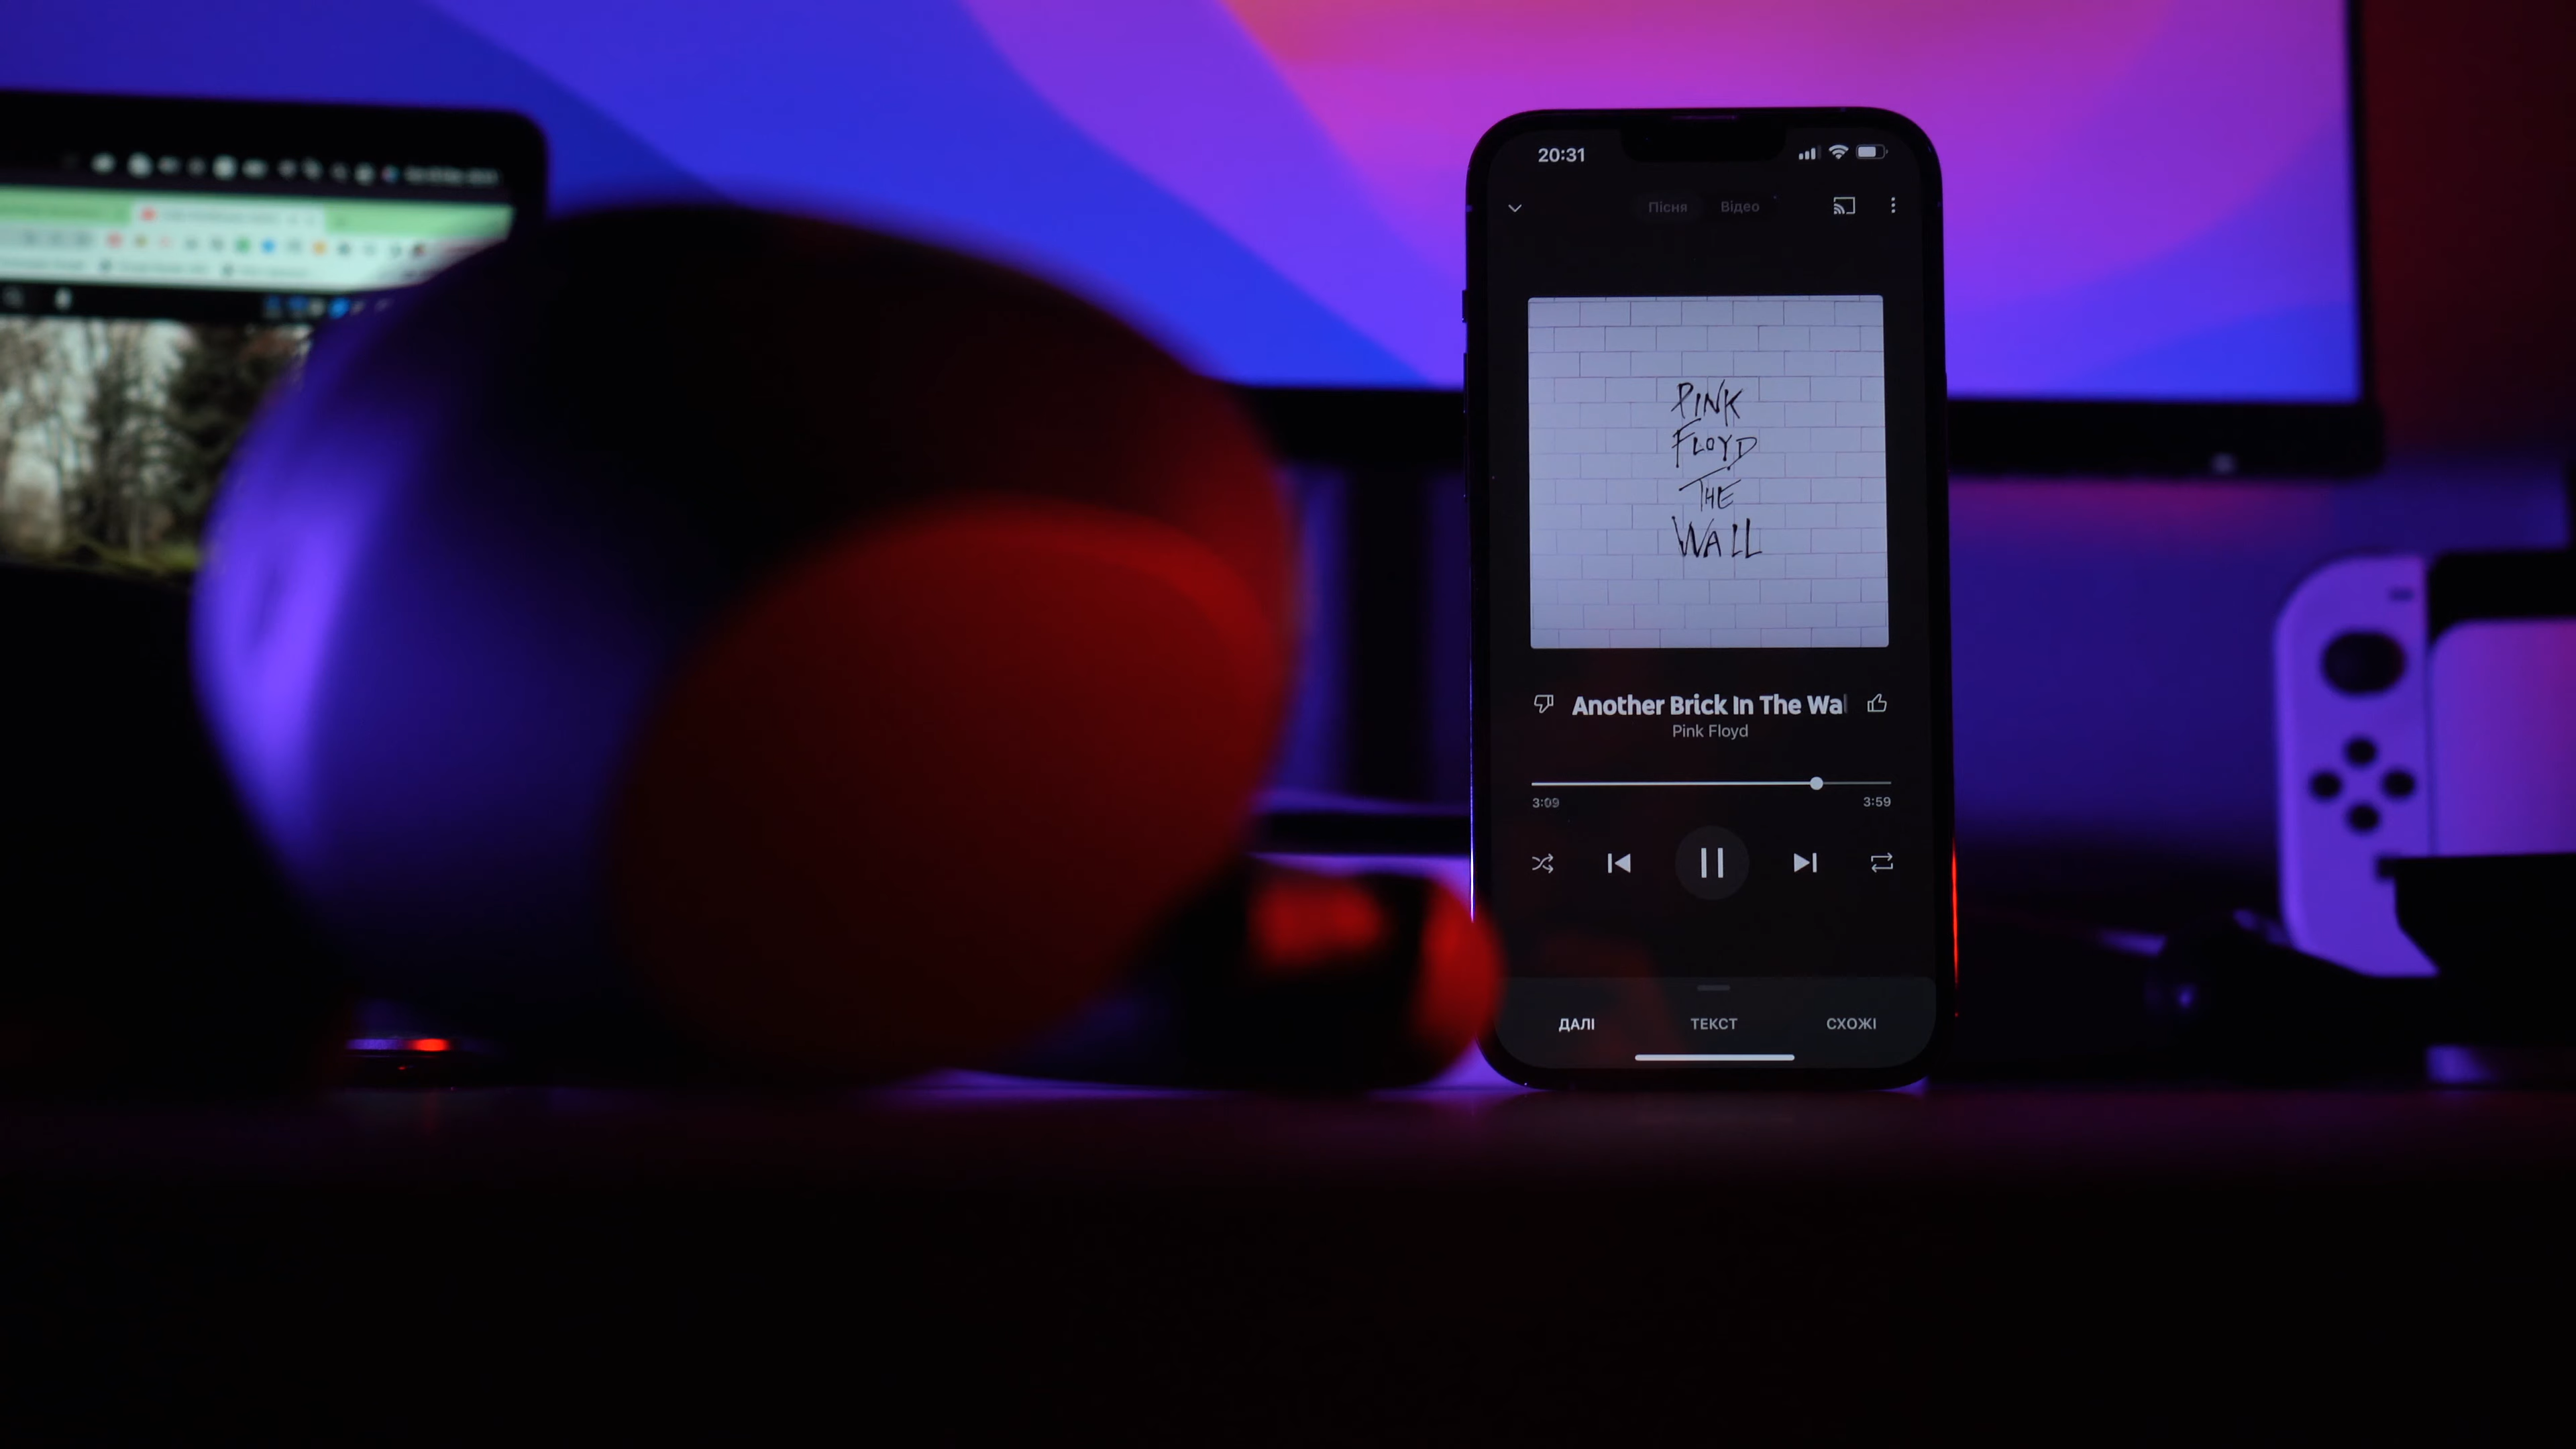 20:31
Пісня Відео
PINK
FLOYD
THE
WALL
Another Brick In The Wal
Pink Floyd
3:09 3:59
ДАЛІ ТЕКСТ СХОЖІ